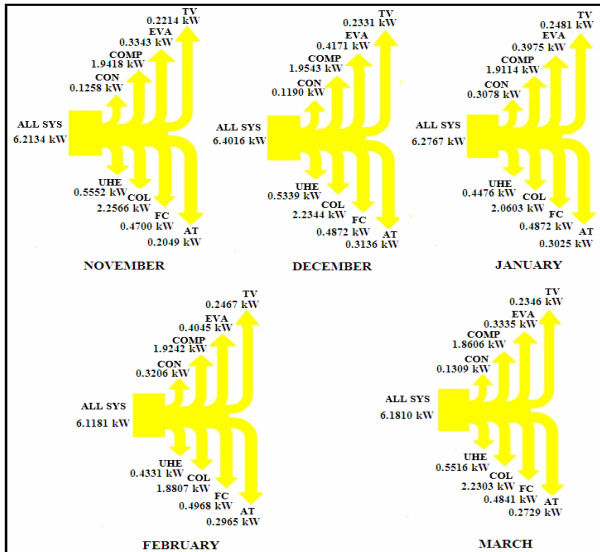 TV
0.2214 kW
EVA
0.3343 kW
COMP
1.9418 kW
CON
0.1258 kW
ALL SYS
6.2134 kW
UHE
0.5552 kW
COL
2.2566 kW
FC
0.4700 kW
AT
0.2049 kW
NOVEMBER
TV
0.2331 kW
EVA
0.4171 kW
COMP
1.9543 kW
CON
0.1190 kW
ALL SYS
6.4016 kW
UHE
0.5339 kW
COL
2.2344 kW
FC
0.4872 kW
AT
0.3136 kW
DECEMBER
TV
0.2481 kW
EVA
0.3975 kW
COMP
1.9114 kW
CON
0.3078 kW
ALL SYS
6.2767 kW
UHE
0.4476 kW
COL
2.0603 kW
FC
0.4872 kW
AT
0.3025 kW
JANUARY
TV
0.2467 kW
EVA
0.4045 kW
COMP
1.9242 kW
CON
0.3206 kW
ALL SYS
6.1181 kW
UHE
0.4331 kW
COL
1.8807 kW
FC
0.4968 kW
AT
0.2965 kW
FEBRUARY
TV
0.2346 kW
EVA
0.3335 kW
COMP
1.8606 kW
CON
0.1309 kW
ALL SYS
6.1810 kW
UHE
0.5516 kW
COL
2.2303 kW
FC
0.4841 kW
AT
0.2729 kW
MARCH